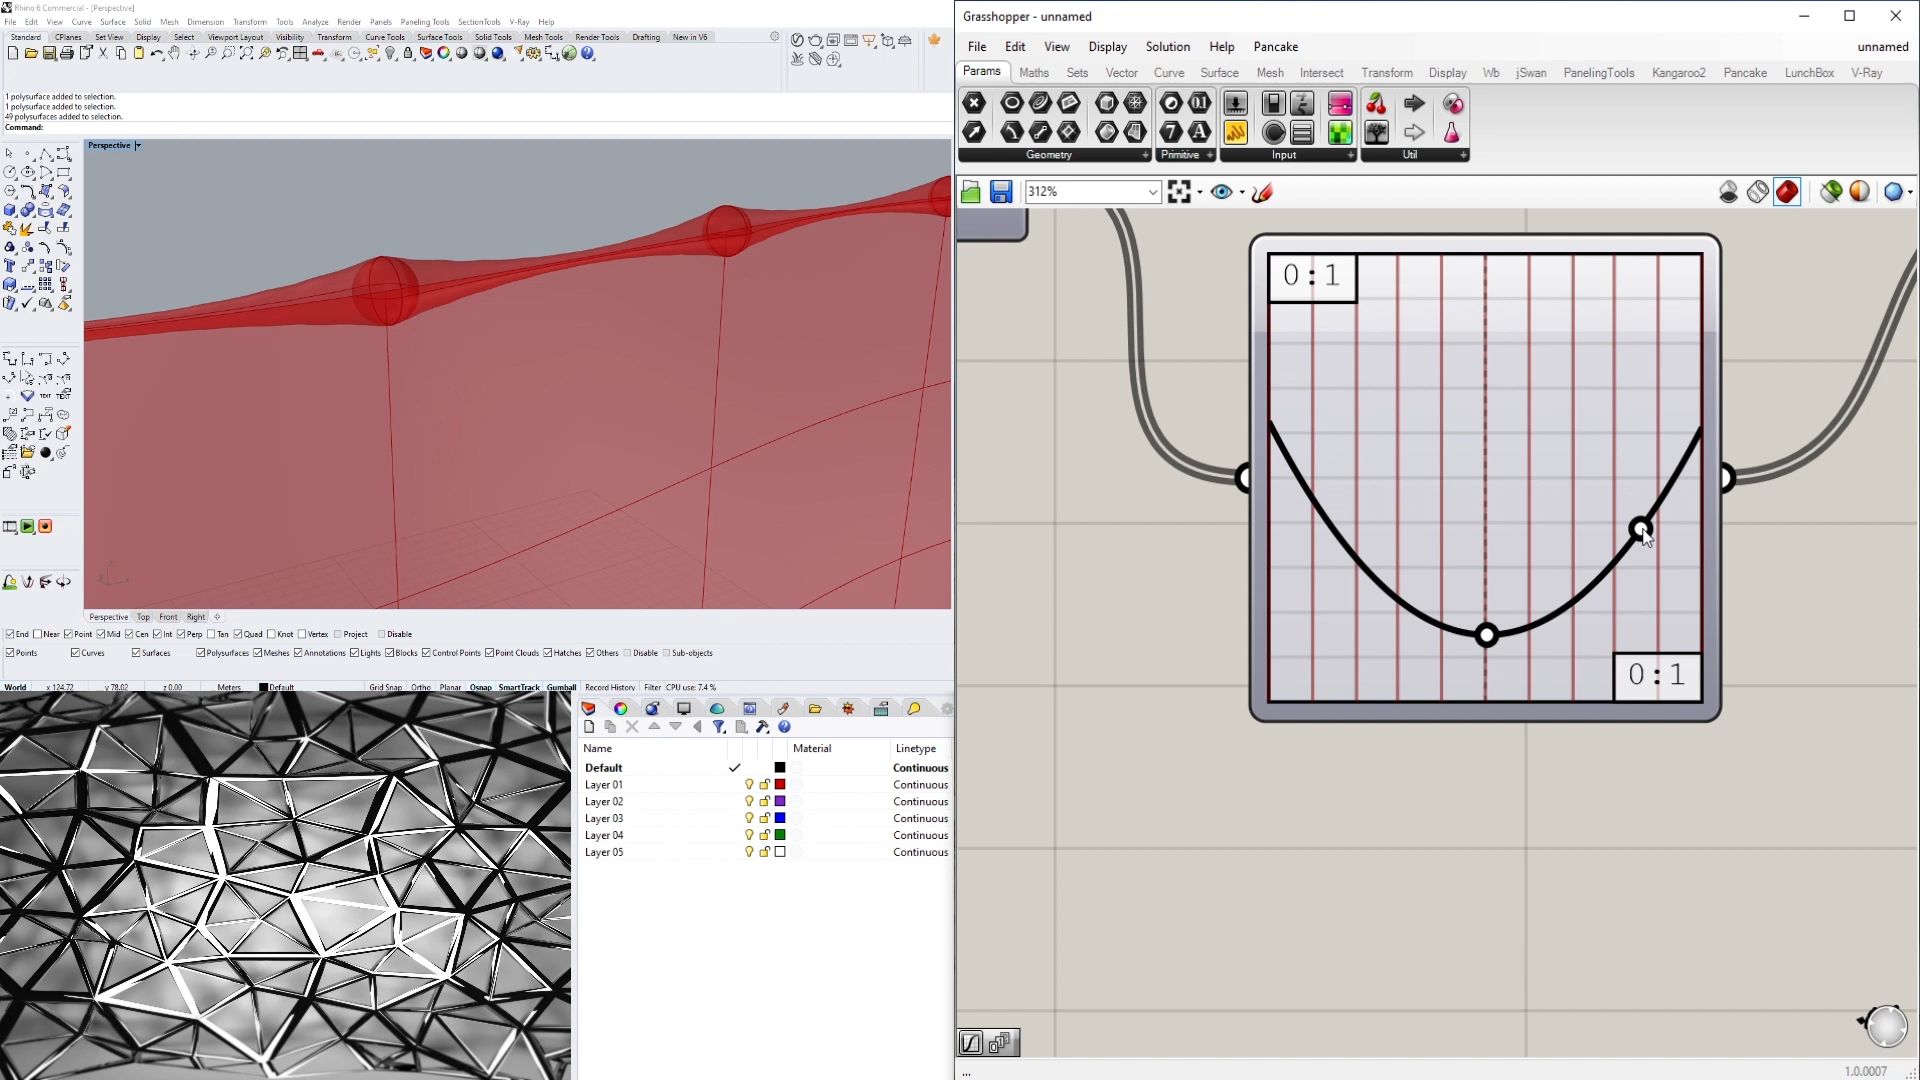 Rhino 6 Commercial - [Perspective]
File Edit View Curve Surface Solid Mesh Dimension Transform Tools Analyze Render Panels Paneling Tools SectionTools V-Ray Help
Standard CPlanes Set View Display Select Viewport Layout Visibility Transform Curve Tools Surface Tools Solid Tools Mesh Tools Render Tools Drafting New in V6
1 polysurface added to selection.
1 polysurface added to selection.
49 polysurfaces added to selection.
Command:
Perspective
Perspective Top Front Right
End Near Point Mid Cen Int Perp Tan Quad Knot Vertex Project Disable
Points Curves Surfaces Polysurfaces Meshes Annotations Lights Blocks Control Points Point Clouds Hatches Others Disable Sub-objects
World x 124.72 y 78.02 z 0.00 Meters Default Grid Snap Ortho Planar Osnap SmartTrack Gumball Record History Filter CPU use: 7.4 %
Name Material Linetype
Default Continuous
Layer 01 Continuous
Layer 02 Continuous
Layer 03 Continuous
Layer 04 Continuous
Layer 05 Continuous
Grasshopper - unnamed
File Edit View Display Solution Help Pancake unnamed
Params Maths Sets Vector Curve Surface Mesh Intersect Transform Display Wb jSwan PanelingTools Kangaroo2 Pancake LunchBox V-Ray
Geometry Primitive Input Util
312%
0:1
0:1
...
1.0.0007